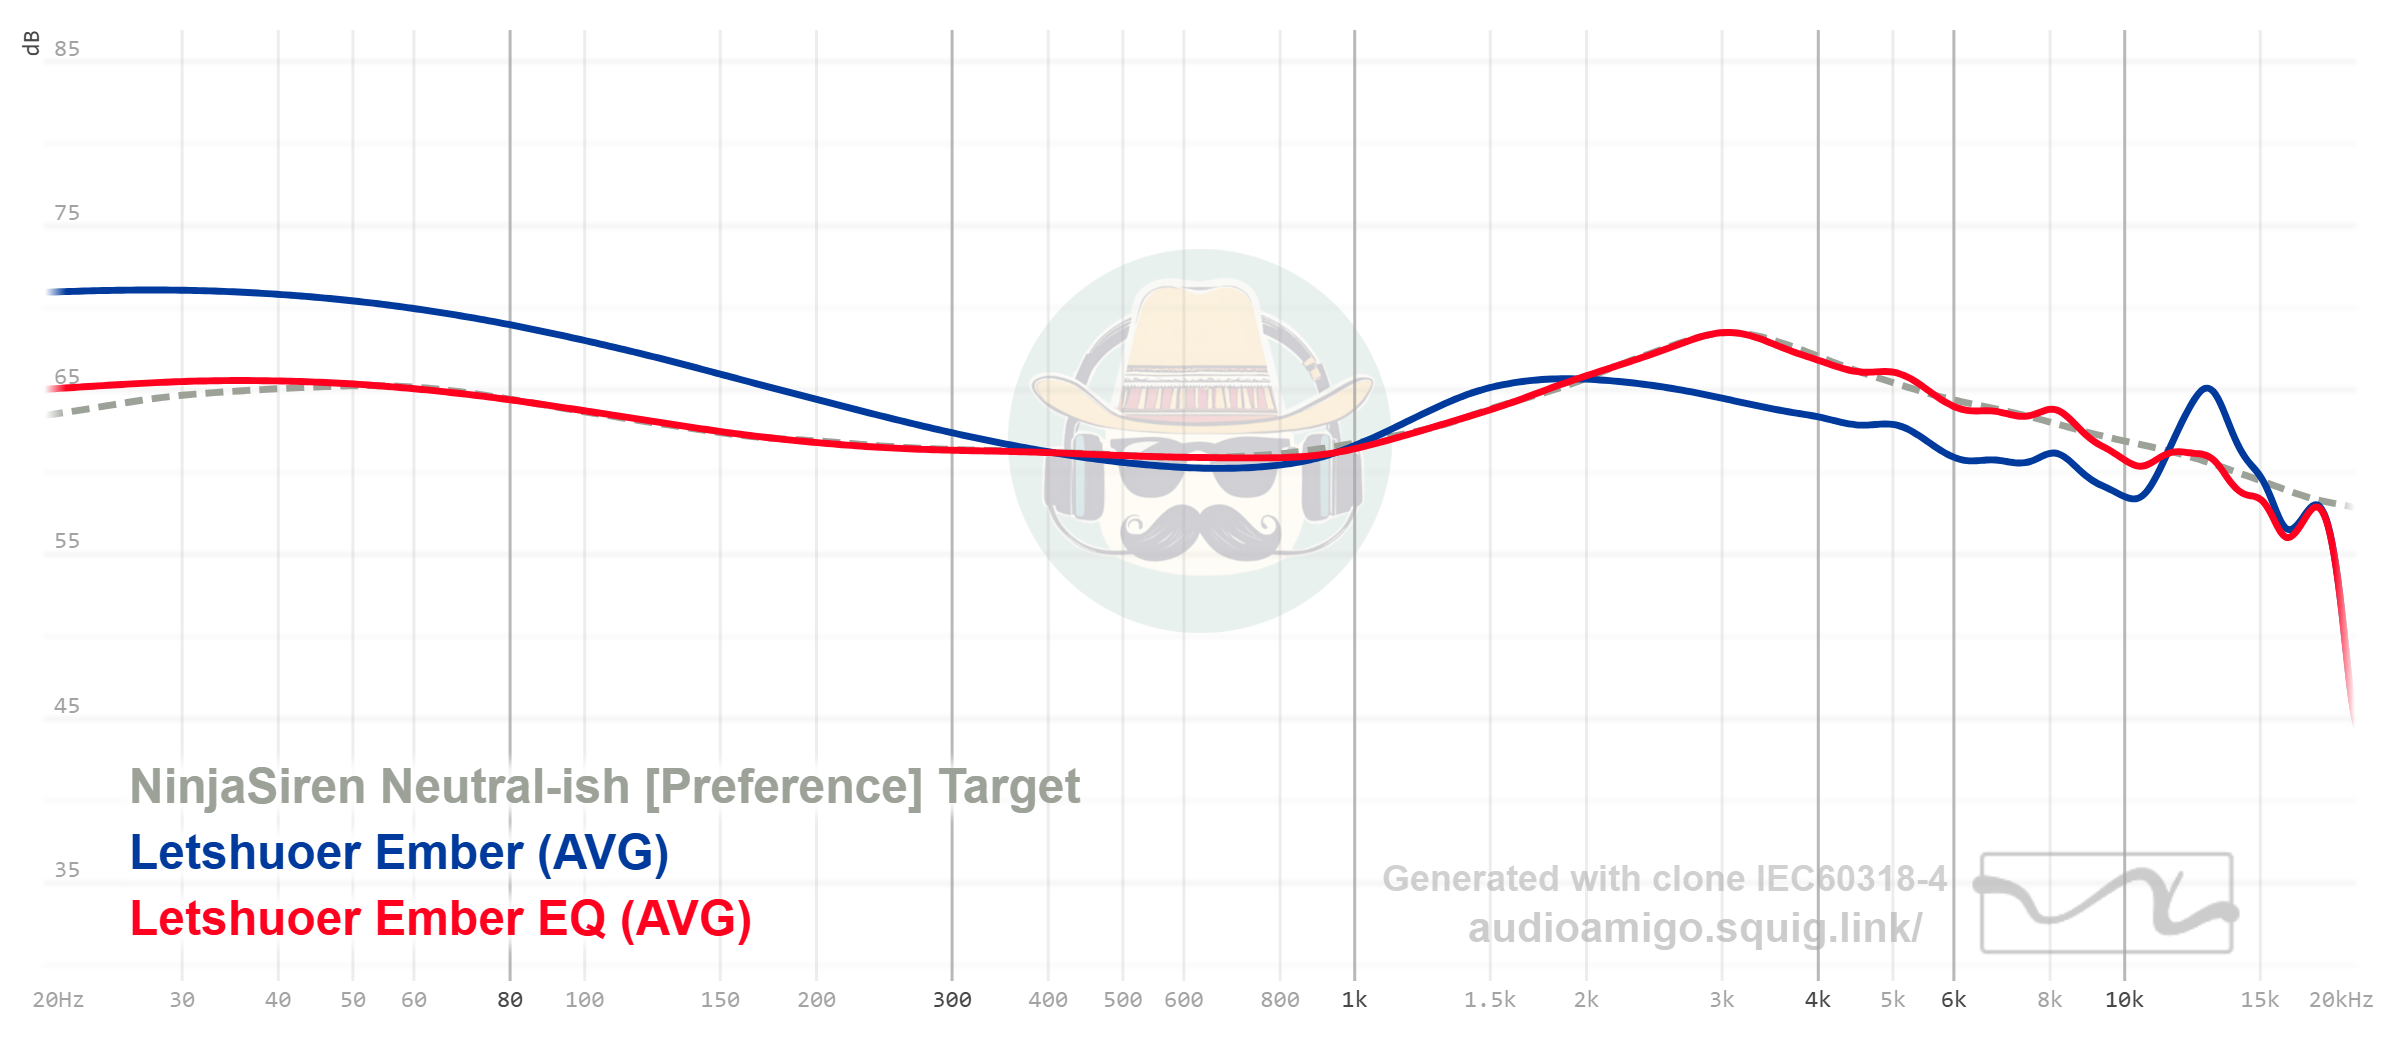 dB
85
75
65
55
45
35
NinjaSiren Neutral-ish [Preference] Target
Letshuoer Ember (AVG)
Letshuoer Ember EQ (AVG)
Generated with clone IEC60318-4
audioamigo.squig.link/
20Hz 30 40 50 60 80 100 150 200 300 400 500 600 800 1k 1.5k 2k 3k 4k 5k 6k 8k 10k 15k 20kHz